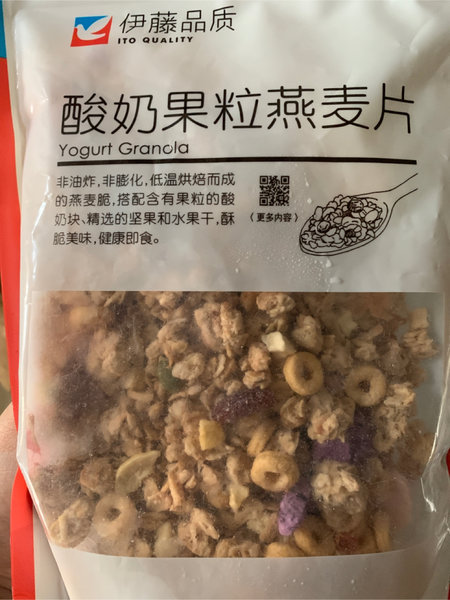 伊藤品质
ITO QUALITY
酸奶果粒燕麦片
Yogurt Granola
非油炸,非膨化,低温烘焙而成
的燕麦脆,搭配含有果粒的酸
奶块、精选的坚果和水果干,酥
脆美味,健康即食。
〈更多内容〉